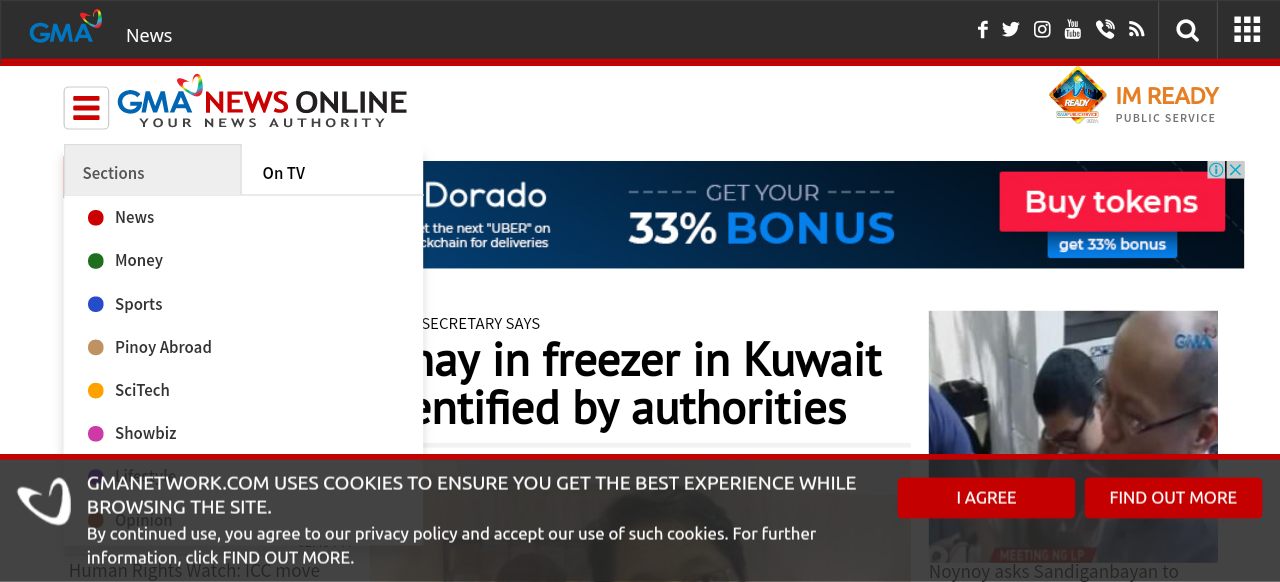 GMA News
GMA NEWS ONLINE
YOUR NEWS AUTHORITY
READY
IM READY
PUBLIC SERVICE
Sections
On TV
News
Money
Sports
Pinoy Abroad
SciTech
Showbiz
Lifestyle
Opinion
Dorado
the next "UBER" on
for deliveries
GET YOUR
33% BONUS
Buy tokens
get 33% bonus
SECRETARY SAYS
in freezer in Kuwait
by authorities
GMA
GMANETWORK.COM USES COOKIES TO ENSURE YOU GET THE BEST EXPERIENCE WHILE
BROWSING THE SITE.
By continued use, you agree to our privacy policy and accept our use of such cookies. For further
information, click FIND OUT MORE.
I AGREE
FIND OUT MORE
MEETING NG LP
Human Rights Watch: ICC move
Noynoy asks Sandiganbayan to